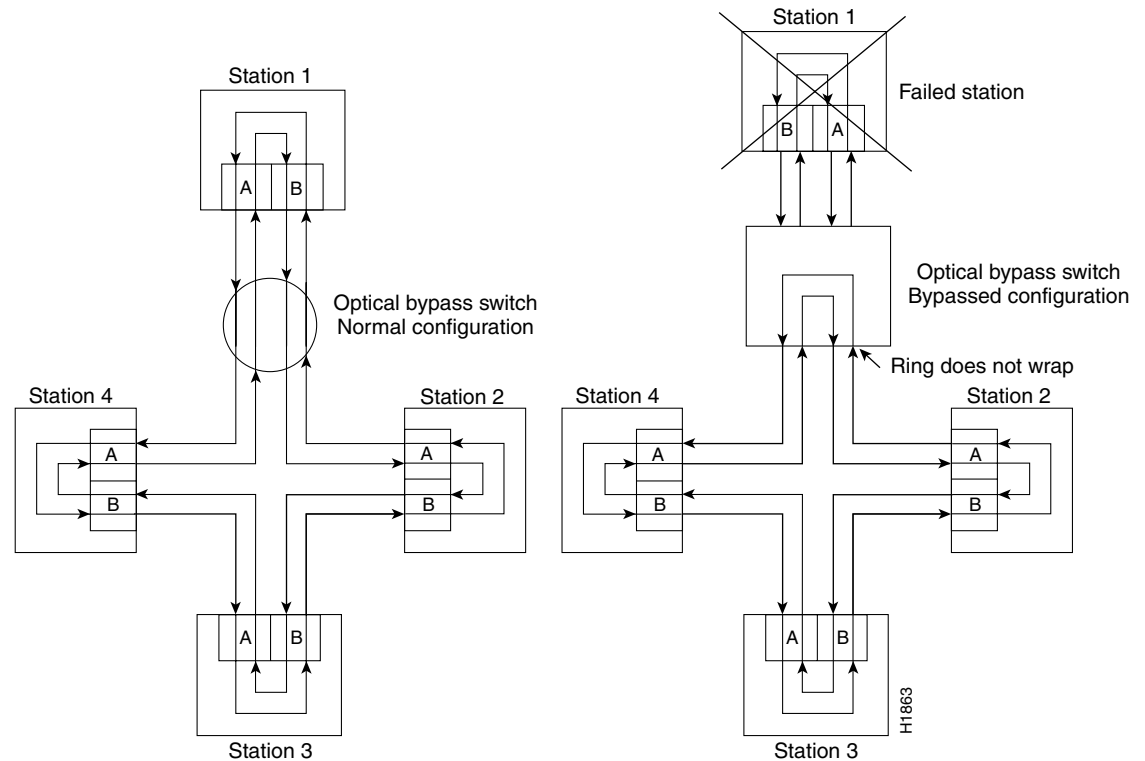 Station 1
A
B
Optical bypass switch
Normal configuration
Station 4
A
B
Station 2
A
B
A
B
Station 3
Station 1
Failed station
B
A
Optical bypass switch
Bypassed configuration
Ring does not wrap
Station 4
A
B
Station 2
A
B
A
B
Station 3
H1863